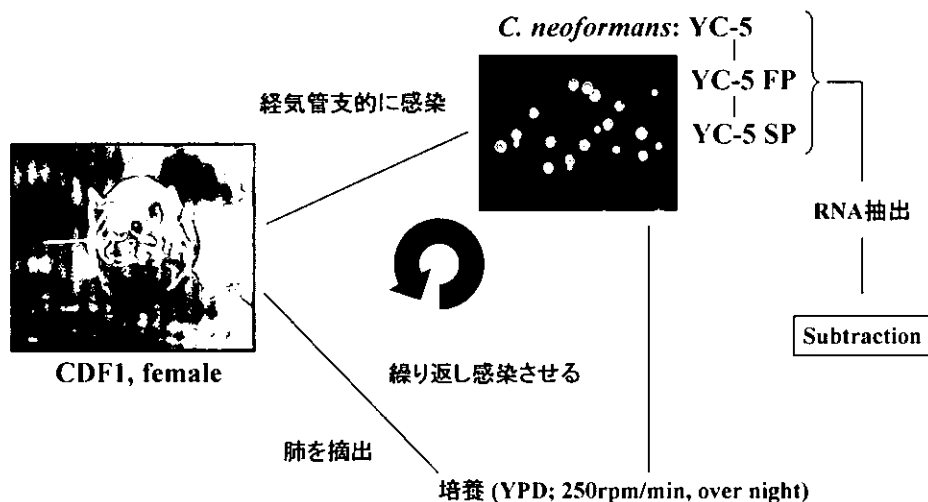 C. neoformans: YC-5
YC-5 FP
YC-5 SP
経気管支的に感染
RNA抽出
Subtraction
CDF1, female
繰り返し感染させる
肺を摘出
培養 (YPD; 250rpm/min, over night)